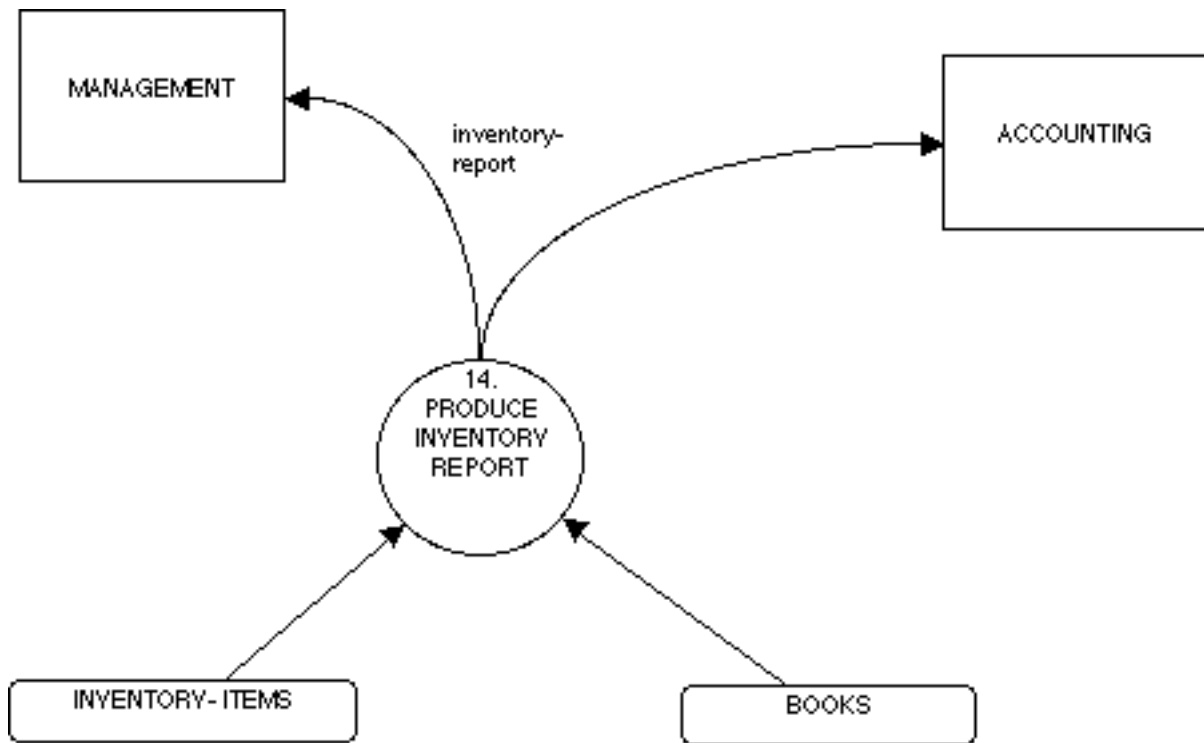 MANAGEMENT
ACCOUNTING
inventory-
report
14.
PRODUCE
INVENTORY
REPORT
INVENTORY-ITEMS
BOOKS